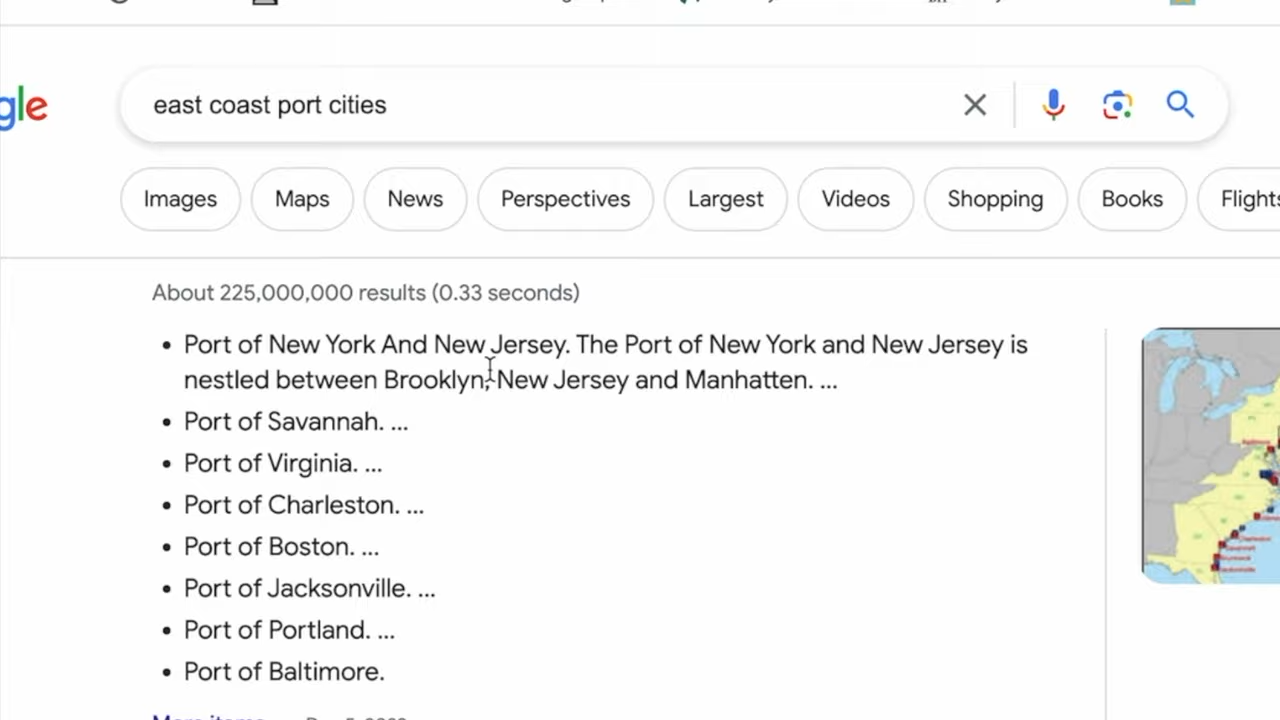 gle
east coast port cities
Images
Maps
News
Perspectives
Largest
Videos
Shopping
Books
Flights
About 225,000,000 results (0.33 seconds)
• Port of New York And New Jersey. The Port of New York and New Jersey is
nestled between Brooklyn, New Jersey and Manhatten. ...
• Port of Savannah. ...
• Port of Virginia. ...
• Port of Charleston. ...
• Port of Boston. ...
• Port of Jacksonville. ...
• Port of Portland. ...
• Port of Baltimore.
More items